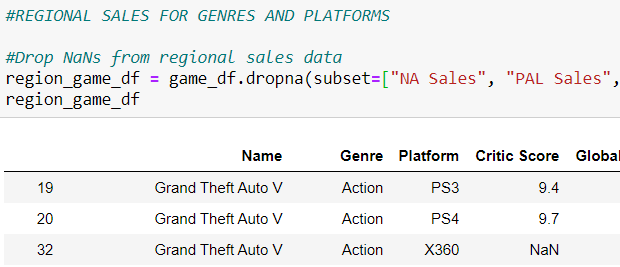 #REGIONAL SALES FOR GENRES AND PLATFORMS
#Drop NaNs from regional sales data
region_game_df = game_df.dropna(subset=["NA Sales", "PAL Sales",
region_game_df
Name Genre Platform Critic Score Global
19 Grand Theft Auto V Action PS3 9.4
20 Grand Theft Auto V Action PS4 9.7
32 Grand Theft Auto V Action X360 NaN